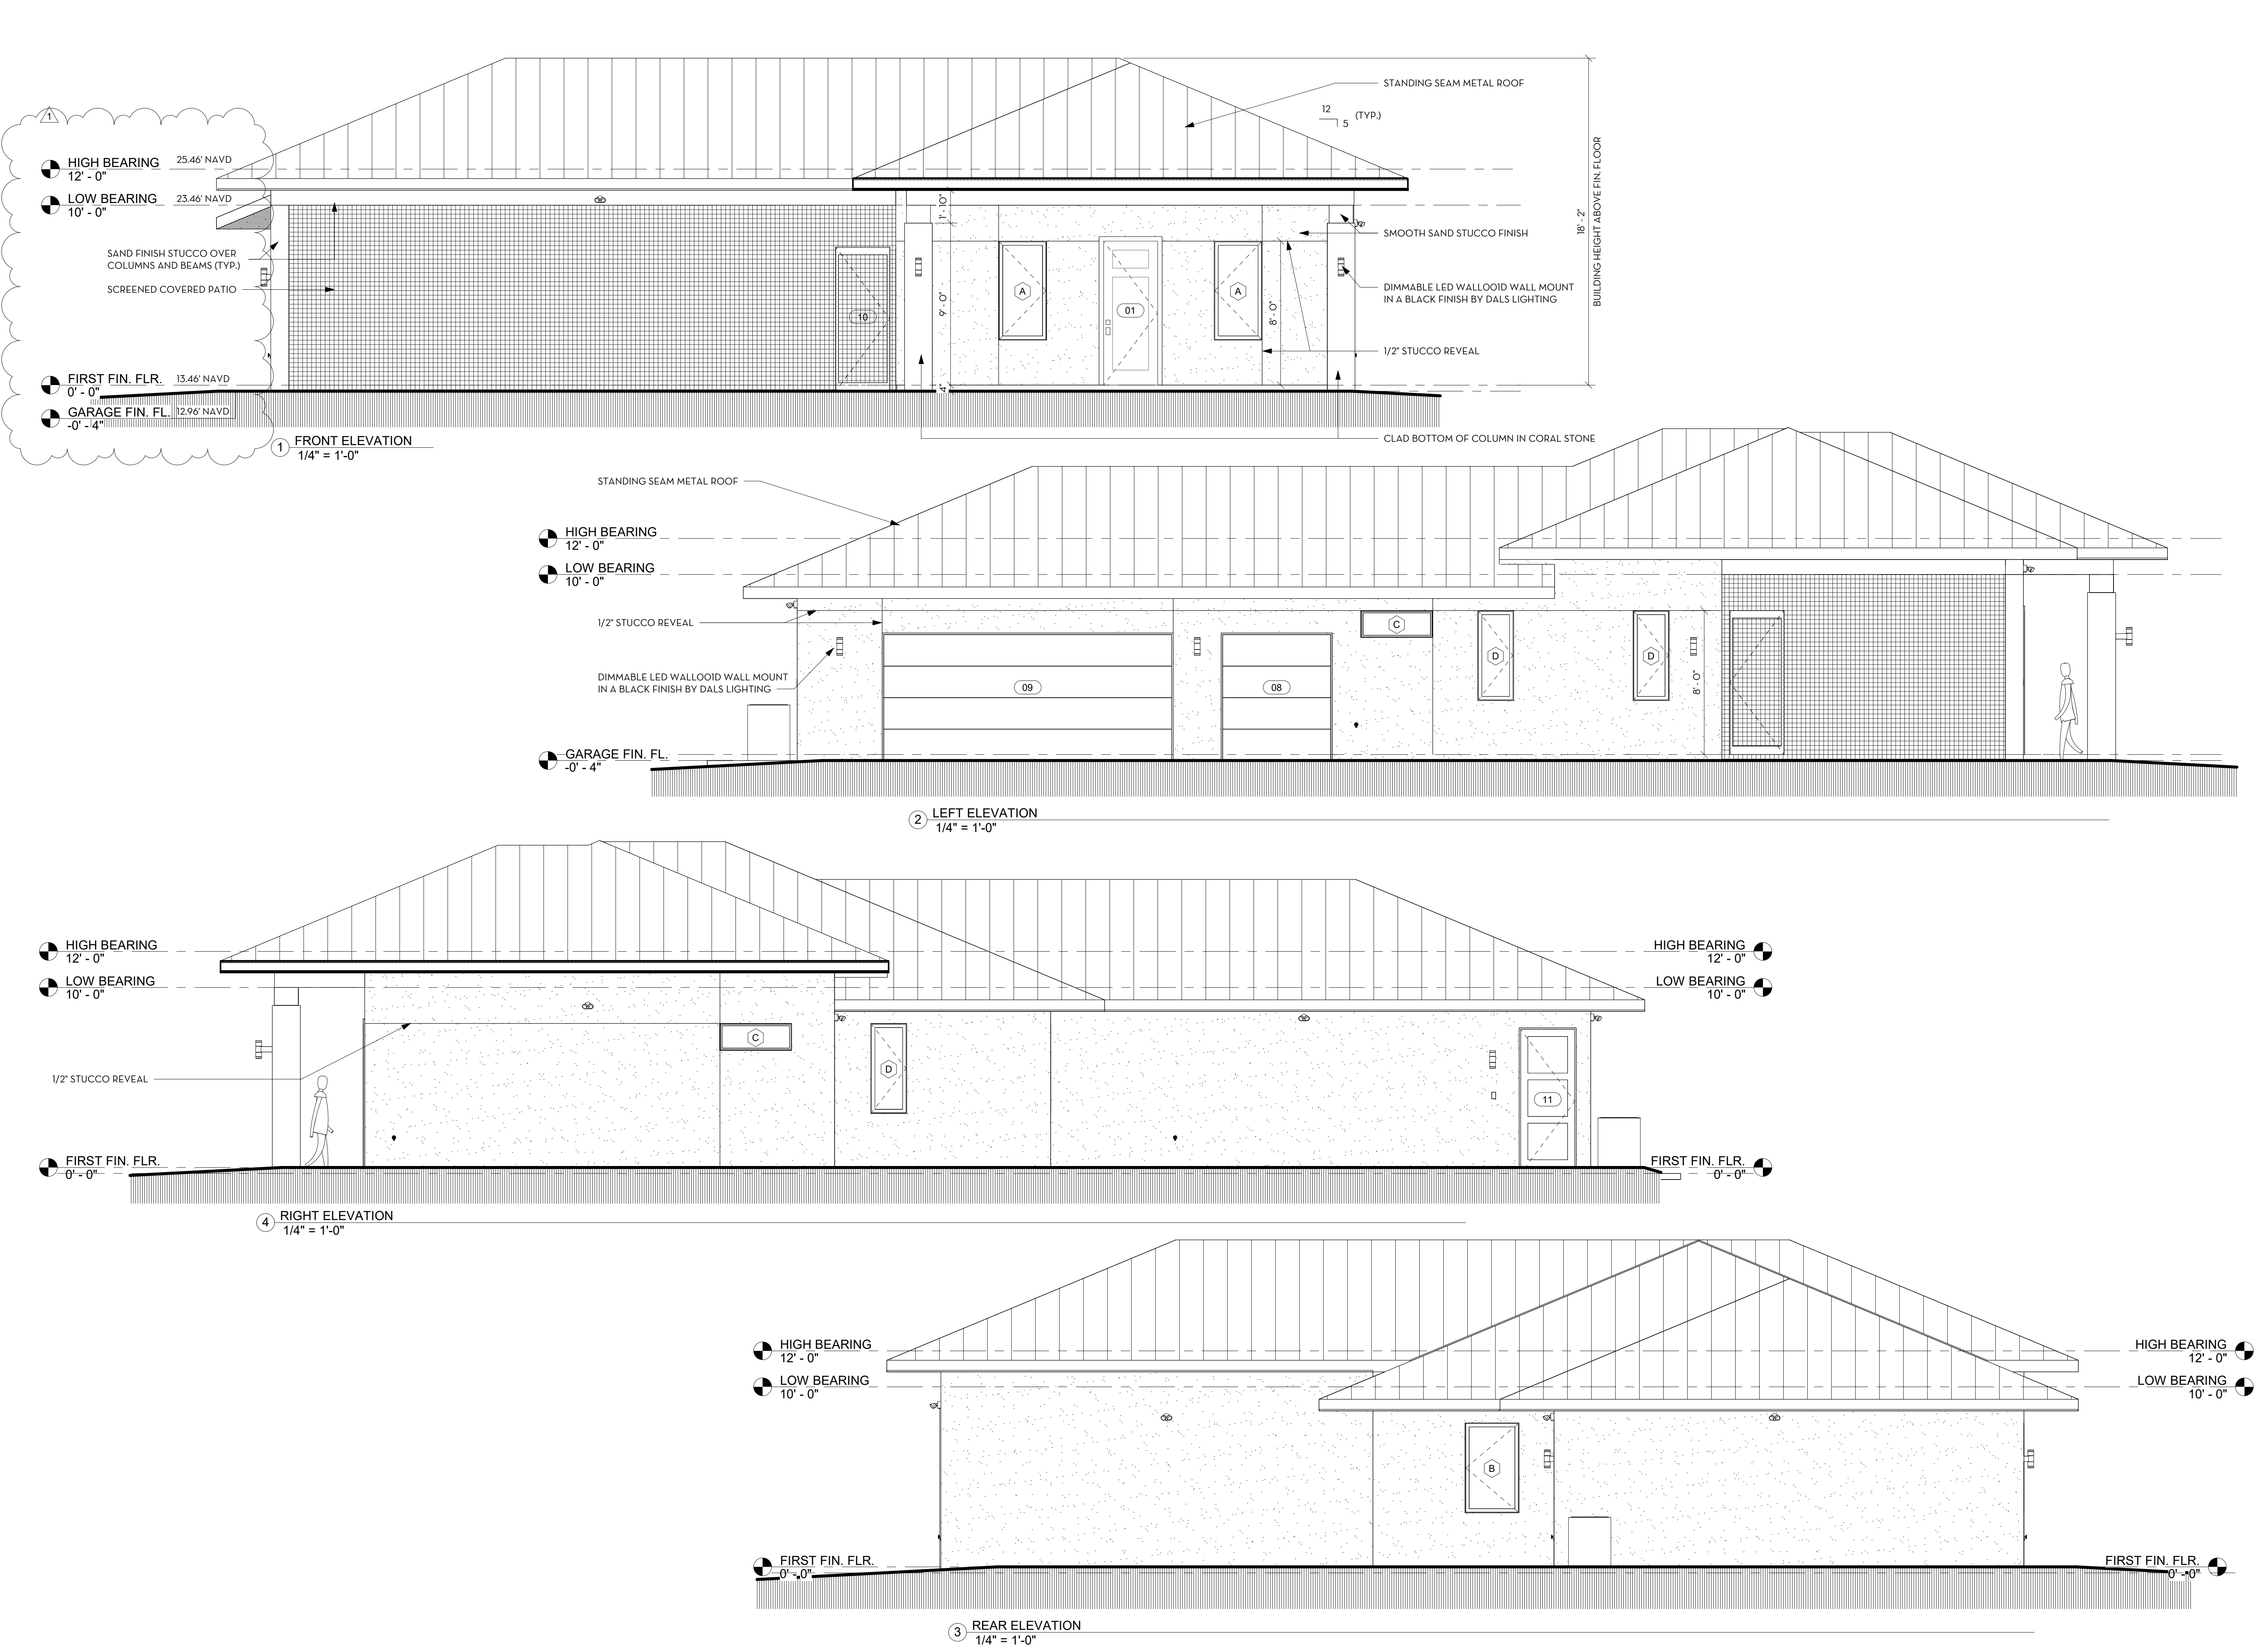 STANDING SEAM METAL ROOF
12
5
(TYP.)
1
HIGH BEARING 25.46' NAVD
12' - 0"
LOW BEARING 23.46' NAVD
10' - 0"
SAND FINISH STUCCO OVER
COLUMNS AND BEAMS (TYP.)
SCREENED COVERED PATIO
FIRST FIN. FLR. 13.46' NAVD
0' - 0"
GARAGE FIN. FL. 12.96' NAVD
-0' - 4"
10
1'- 10"
9'- 0"
4"
A
01
A
8'- 0"
18'- 2"
BUILDING HEIGHT ABOVE FIN. FLOOR
SMOOTH SAND STUCCO FINISH
DIMMABLE LED WALL001D WALL MOUNT
IN A BLACK FINISH BY DALS LIGHTING
1/2" STUCCO REVEAL
CLAD BOTTOM OF COLUMN IN CORAL STONE
1 FRONT ELEVATION
1/4" = 1'-0"
STANDING SEAM METAL ROOF
HIGH BEARING
12' - 0"
LOW BEARING
10' - 0"
1/2" STUCCO REVEAL
DIMMABLE LED WALL001D WALL MOUNT
IN A BLACK FINISH BY DALS LIGHTING
GARAGE FIN. FL.
-0' - 4"
09
08
C
D
D
8'- 0"
2 LEFT ELEVATION
1/4" = 1'-0"
HIGH BEARING
12' - 0"
LOW BEARING
10' - 0"
1/2" STUCCO REVEAL
FIRST FIN. FLR.
0' - 0"
C
D
11
HIGH BEARING
12' - 0"
LOW BEARING
10' - 0"
FIRST FIN. FLR.
0' - 0"
4 RIGHT ELEVATION
1/4" = 1'-0"
HIGH BEARING
12' - 0"
LOW BEARING
10' - 0"
FIRST FIN. FLR.
0' - 0"
B
HIGH BEARING
12' - 0"
LOW BEARING
10' - 0"
FIRST FIN. FLR.
0' - 0"
3 REAR ELEVATION
1/4" = 1'-0"